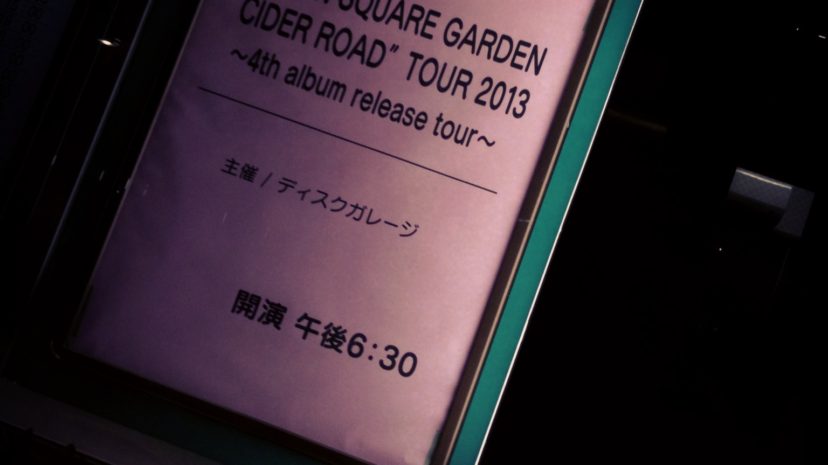 SQUARE GARDEN
CIDER ROAD” TOUR 2013
～4th album release tour～
主催 / ディスクガレージ
開演 午後6：30